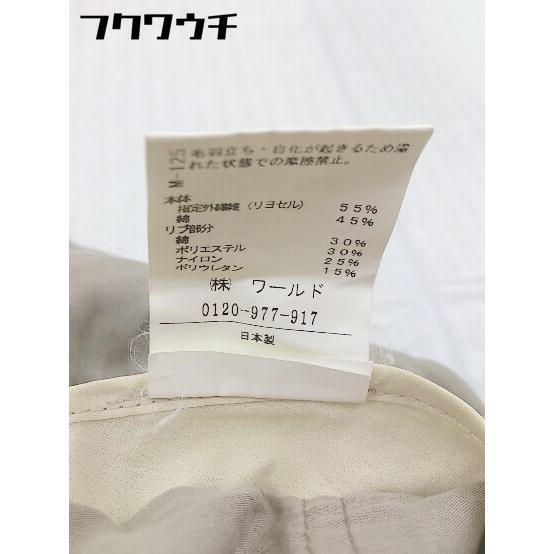 フクワウチ
M-125
毛羽立ち・白化が起きるため濡
れた状態での摩擦禁止。
本体
指定外繊維（リヨセル） 55%
綿 45%
リブ部分
綿 30%
ポリエステル 30%
ナイロン 25%
ポリウレタン 15%
㈱ ワールド
0120-977-917
日本製